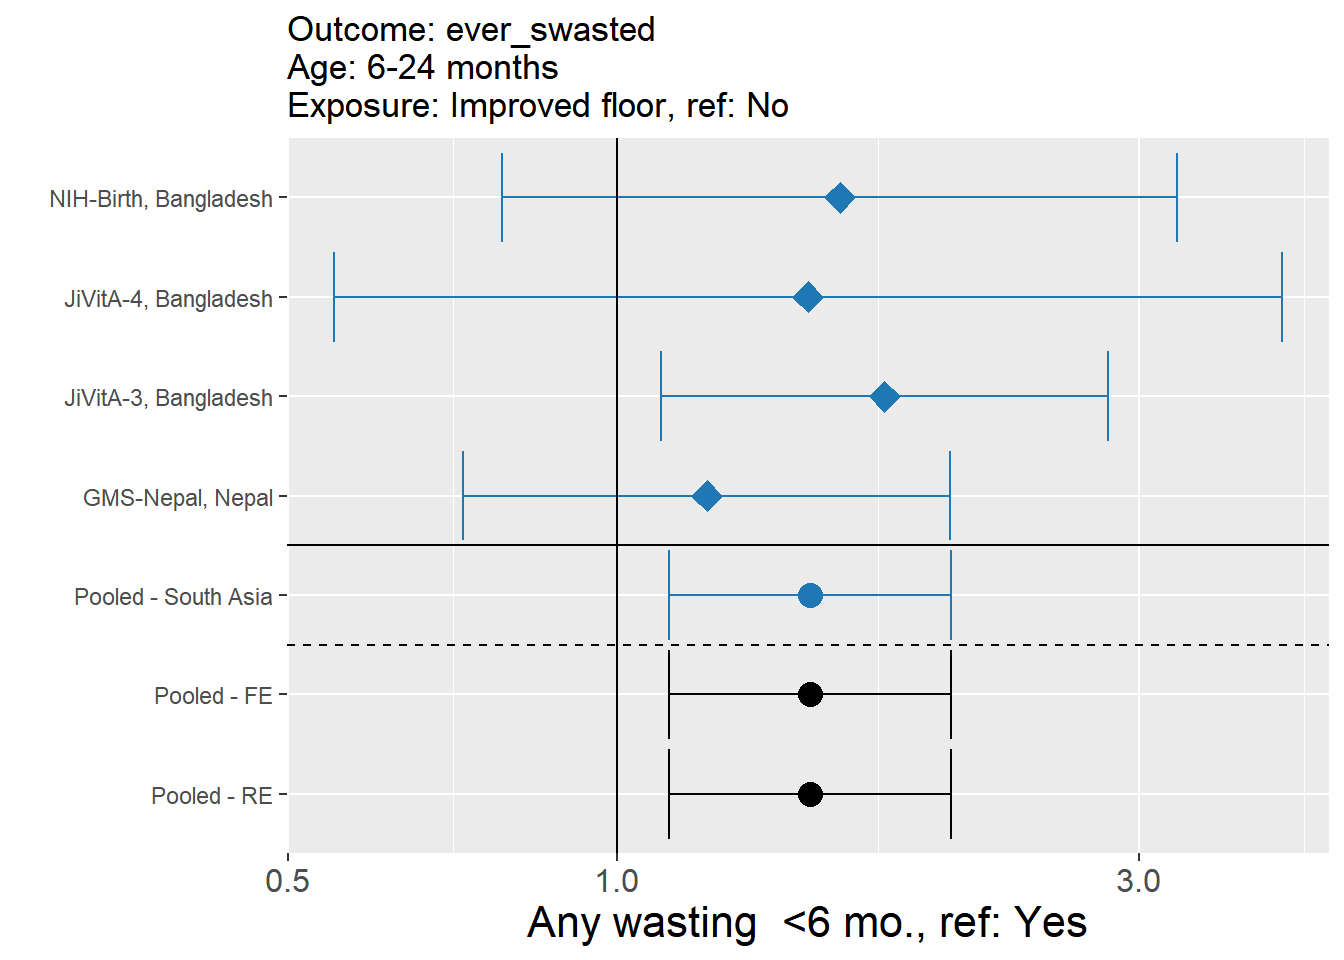 Outcome: ever_swasted
Age: 6-24 months
Exposure: Improved floor, ref: No
NIH-Birth, Bangladesh
JiVitA-4, Bangladesh
JiVitA-3, Bangladesh
GMS-Nepal, Nepal
Pooled - South Asia
Pooled - FE
Pooled - RE
0.5 1.0 3.0
Any wasting  <6 mo., ref: Yes